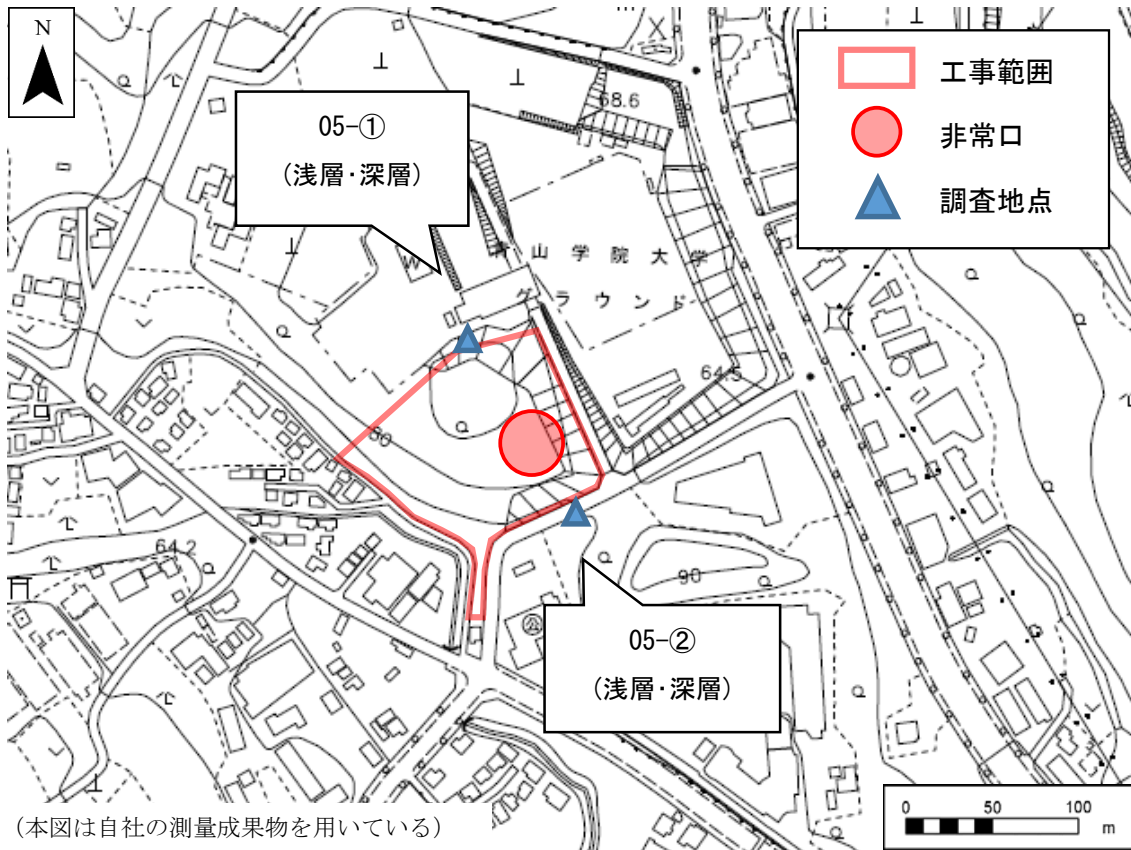 N
工事範囲
非常口
調査地点
05-①
(浅層・深層)
68.6
山学院大学
グラウンド
64.5
50
64.2
90
05-②
(浅層・深層)
0 50 100
m
(本図は自社の測量成果物を用いている)